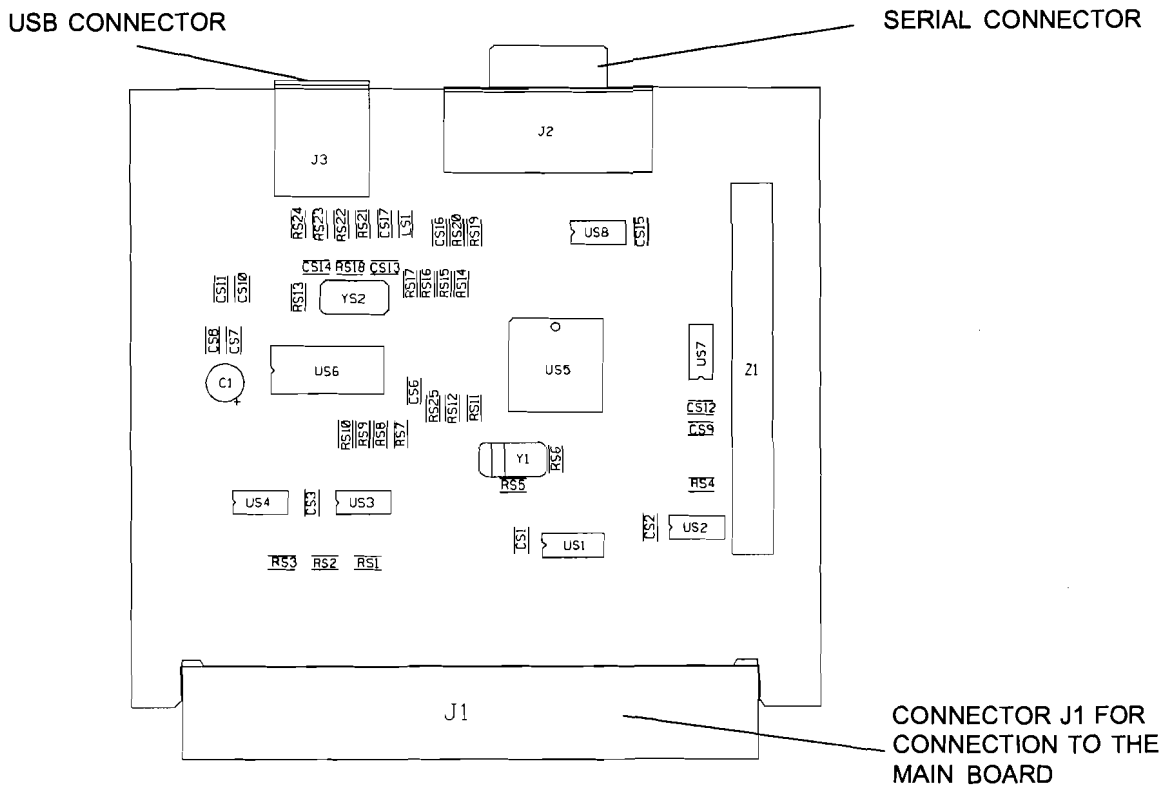 USB CONNECTOR
SERIAL CONNECTOR
J2
J3
RS24
RS23
RS22
RS21
CS17
LS1
CS16
RS20
RS19
US8
CS15
CS14
RS18
CS13
CS11
CS10
RS13
YS2
RS17
RS16
RS15
RS14
CS8
CS7
US6
US5
US7
Z1
C1
+
CS6
RS25
RS12
RS11
CS12
CS9
RS10
RS9
RS8
RS7
Y1
RS6
RS5
RS4
US4
CS3
US3
CS1
US1
CS2
US2
RS3
RS2
RS1
J1
CONNECTOR J1 FOR
CONNECTION TO THE
MAIN BOARD